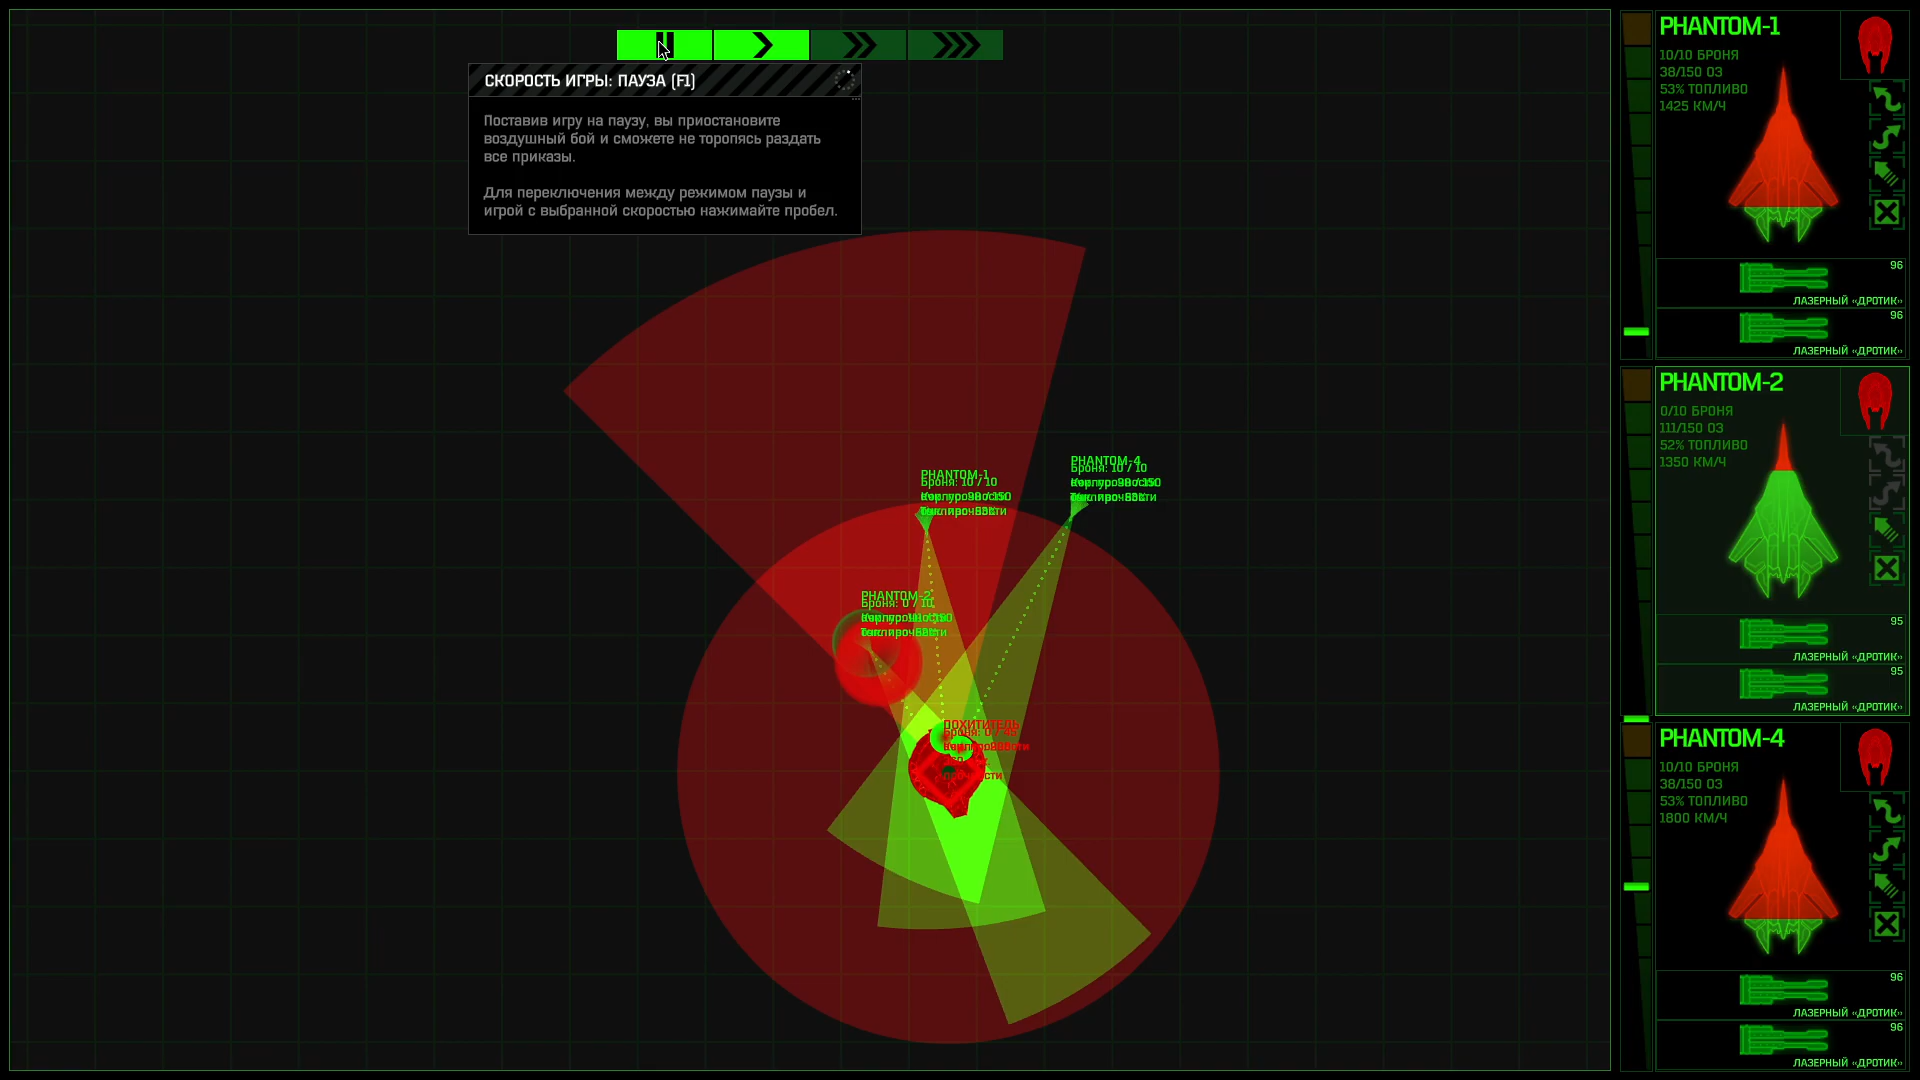 СКОРОСТЬ ИГРЫ: ПАУЗА (F1)
Поставив игру на паузу, вы приостановите
воздушный бой и сможете не торопясь раздать
все приказы.
Для переключения между режимом паузы и
игрой с выбранной скоростью нажимайте пробел.
PHANTOM-1
Броня: 10 / 10
PHANTOM-4
Броня: 10 / 10
PHANTOM-2
Броня: 0 / 10
ПОХИТИТЕЛЬ
PHANTOM-1
10/10 БРОНЯ
38/150 ОЗ
53% ТОПЛИВО
1425 КМ/Ч
96
ЛАЗЕРНЫЙ «ДРОТИК»
96
ЛАЗЕРНЫЙ «ДРОТИК»
PHANTOM-2
0/10 БРОНЯ
111/150 ОЗ
52% ТОПЛИВО
1350 КМ/Ч
95
ЛАЗЕРНЫЙ «ДРОТИК»
95
ЛАЗЕРНЫЙ «ДРОТИК»
PHANTOM-4
10/10 БРОНЯ
38/150 ОЗ
53% ТОПЛИВО
1800 КМ/Ч
96
ЛАЗЕРНЫЙ «ДРОТИК»
96
ЛАЗЕРНЫЙ «ДРОТИК»